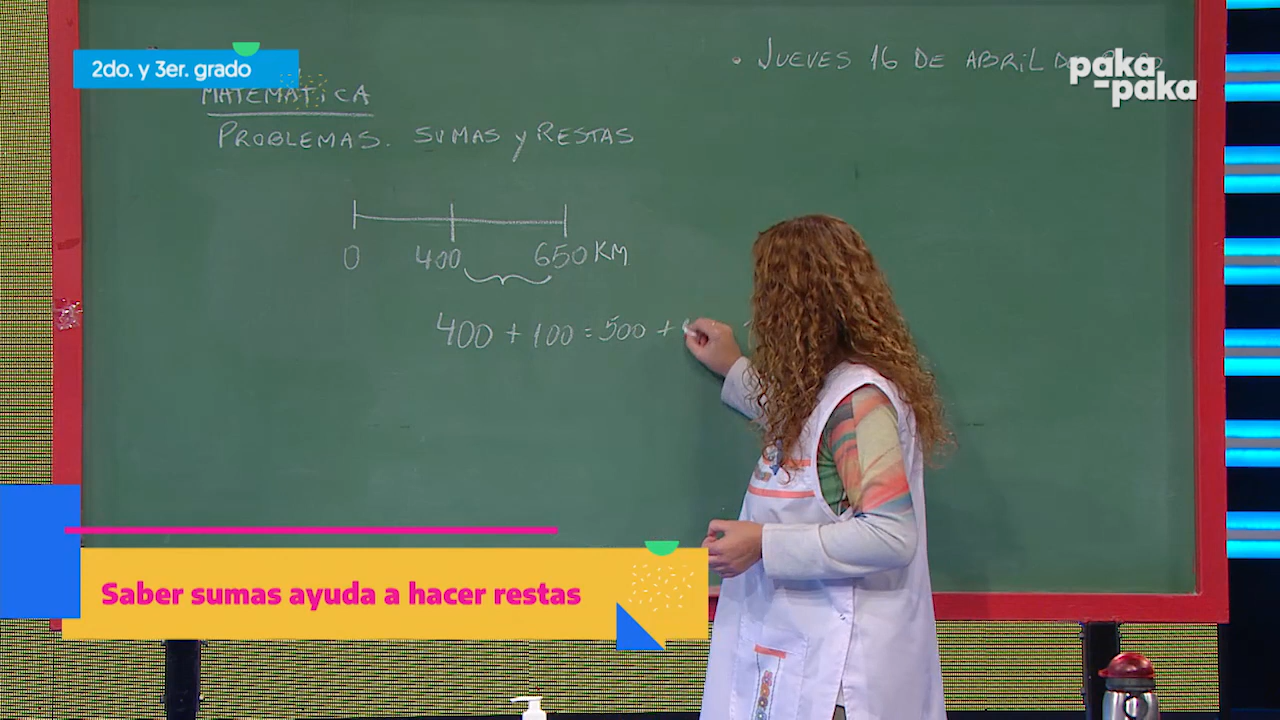 2do. y 3er. grado
• JUEVES 16 DE ABRIL
paka-
paka
MATEMÁTICA
PROBLEMAS. SUMAS y RESTAS
0 400 650 KM
400 + 100 = 500 +
Saber sumas ayuda a hacer restas